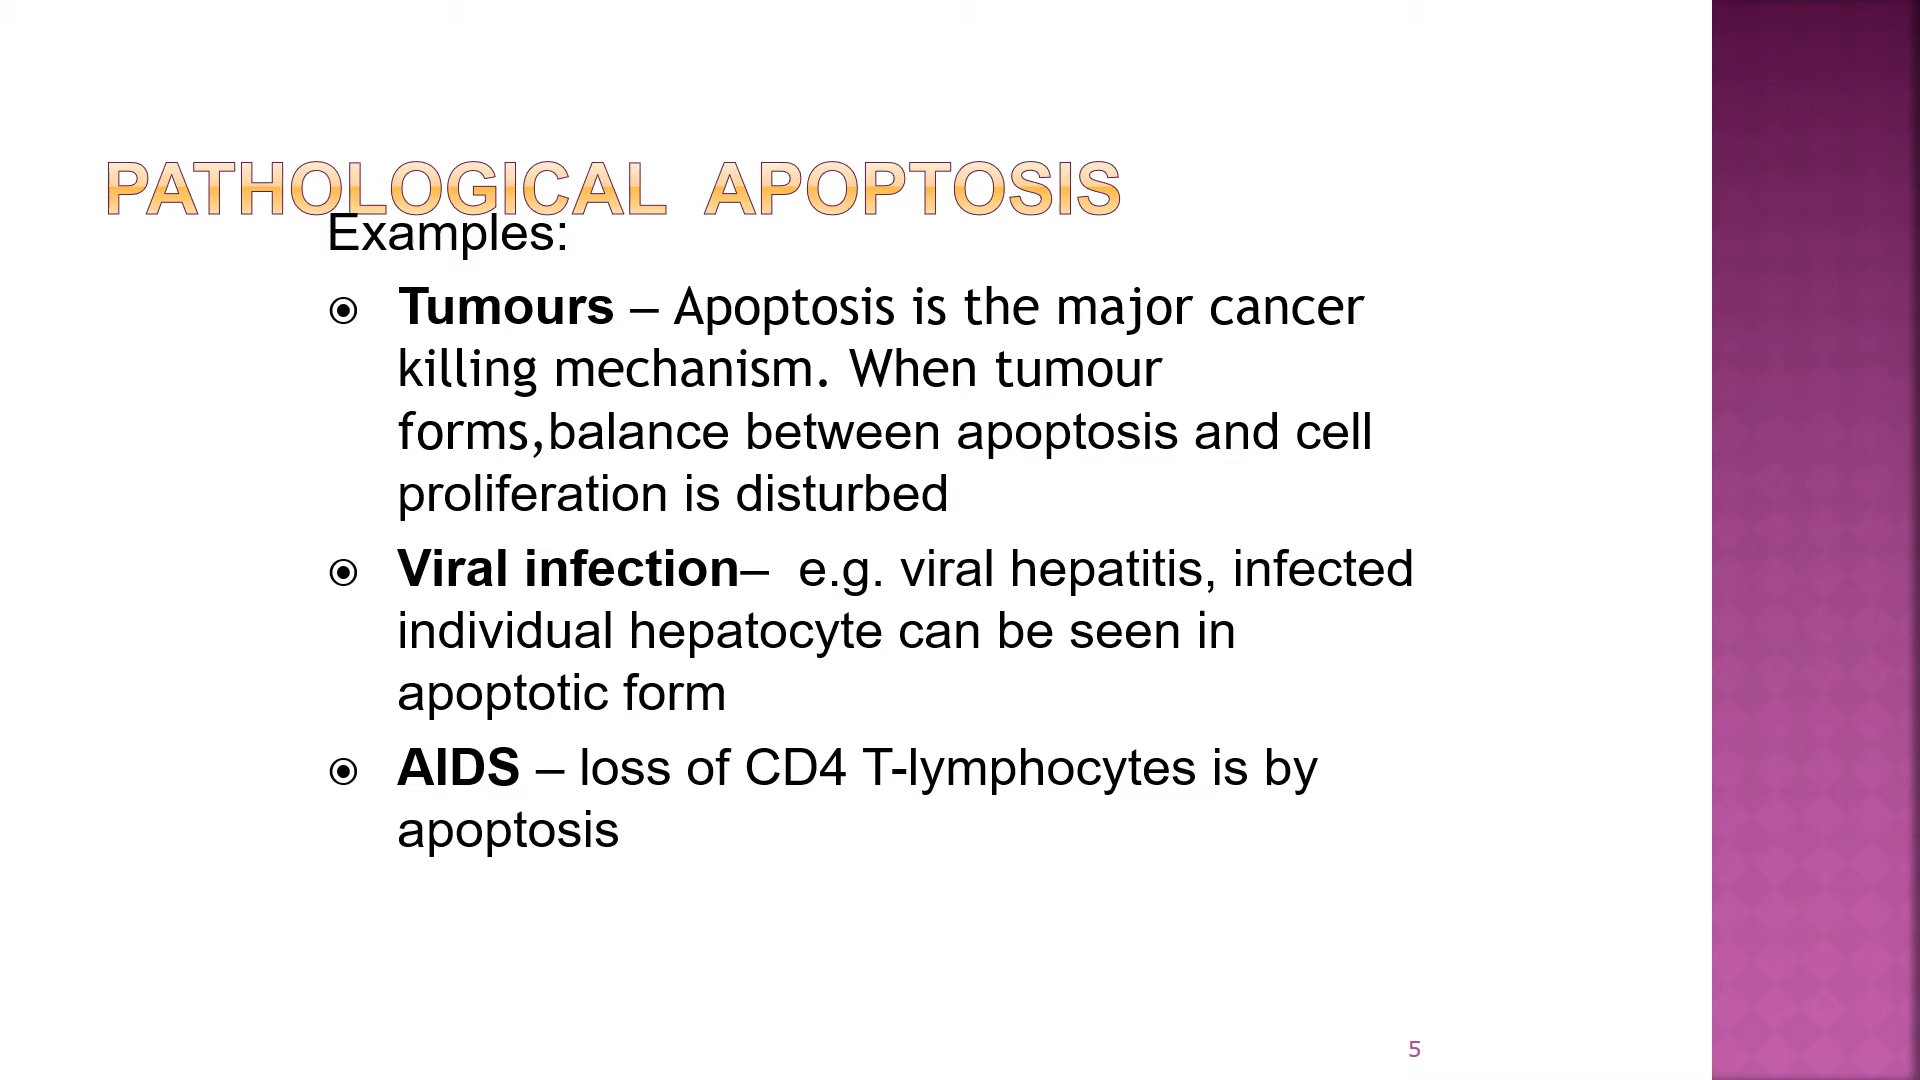 PATHOLOGICAL APOPTOSIS
Examples:
Tumours – Apoptosis is the major cancer
killing mechanism. When tumour
forms,balance between apoptosis and cell
proliferation is disturbed
Viral infection– e.g. viral hepatitis, infected
individual hepatocyte can be seen in
apoptotic form
AIDS – loss of CD4 T-lymphocytes is by
apoptosis
5